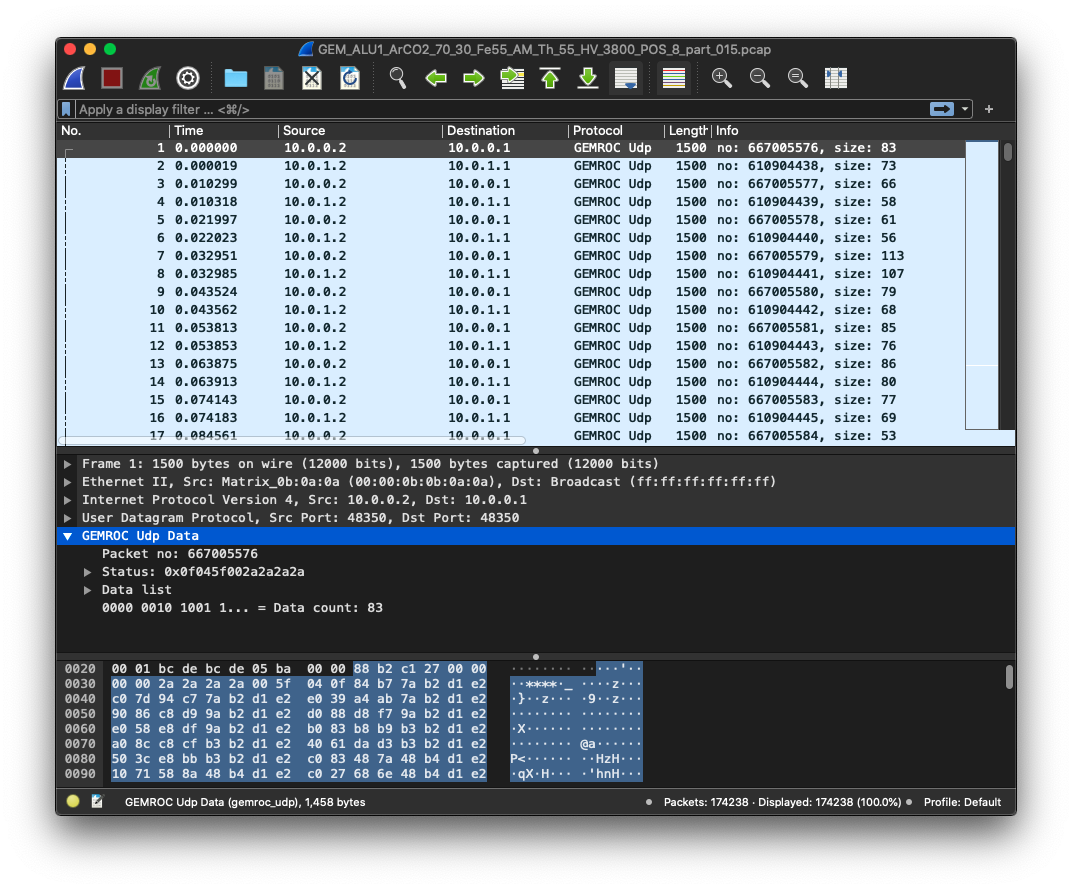 GEM_ALU1_ArCO2_70_30_Fe55_AM_Th_55_HV_3800_POS_8_part_015.pcap
Apply a display filter ... <⌘/>
No. Time Source Destination Protocol Length Info
1 0.000000 10.0.0.2 10.0.0.1 GEMROC Udp 1500 no: 667005576, size: 83
2 0.000019 10.0.1.2 10.0.1.1 GEMROC Udp 1500 no: 610904438, size: 73
3 0.010299 10.0.0.2 10.0.0.1 GEMROC Udp 1500 no: 667005577, size: 66
4 0.010318 10.0.1.2 10.0.1.1 GEMROC Udp 1500 no: 610904439, size: 58
5 0.021997 10.0.0.2 10.0.0.1 GEMROC Udp 1500 no: 667005578, size: 61
6 0.022023 10.0.1.2 10.0.1.1 GEMROC Udp 1500 no: 610904440, size: 56
7 0.032951 10.0.0.2 10.0.0.1 GEMROC Udp 1500 no: 667005579, size: 113
8 0.032985 10.0.1.2 10.0.1.1 GEMROC Udp 1500 no: 610904441, size: 107
9 0.043524 10.0.0.2 10.0.0.1 GEMROC Udp 1500 no: 667005580, size: 79
10 0.043562 10.0.1.2 10.0.1.1 GEMROC Udp 1500 no: 610904442, size: 68
11 0.053813 10.0.0.2 10.0.0.1 GEMROC Udp 1500 no: 667005581, size: 85
12 0.053853 10.0.1.2 10.0.1.1 GEMROC Udp 1500 no: 610904443, size: 76
13 0.063875 10.0.0.2 10.0.0.1 GEMROC Udp 1500 no: 667005582, size: 86
14 0.063913 10.0.1.2 10.0.1.1 GEMROC Udp 1500 no: 610904444, size: 80
15 0.074143 10.0.0.2 10.0.0.1 GEMROC Udp 1500 no: 667005583, size: 77
16 0.074183 10.0.1.2 10.0.1.1 GEMROC Udp 1500 no: 610904445, size: 69
17 0.084561 10.0.0.2 10.0.0.1 GEMROC Udp 1500 no: 667005584, size: 53
Frame 1: 1500 bytes on wire (12000 bits), 1500 bytes captured (12000 bits)
Ethernet II, Src: Matrix_0b:0a:0a (00:00:0b:0b:0a:0a), Dst: Broadcast (ff:ff:ff:ff:ff:ff)
Internet Protocol Version 4, Src: 10.0.0.2, Dst: 10.0.0.1
User Datagram Protocol, Src Port: 48350, Dst Port: 48350
GEMROC Udp Data
Packet no: 667005576
Status: 0x0f045f002a2a2a2a
Data list
0000 0010 1001 1... = Data count: 83
0020 00 01 bc de bc de 05 ba 00 00 88 b2 c1 27 00 00 ········ ·····'··
0030 00 00 2a 2a 2a 2a 00 5f 04 0f 84 b7 7a b2 d1 e2 ··****·_ ····z···
0040 c0 7d 94 c7 7a b2 d1 e2 e0 39 a4 ab 7a b2 d1 e2 ·}··z··· ·9··z···
0050 90 86 c8 d9 9a b2 d1 e2 d0 88 d8 f7 9a b2 d1 e2 ········ ········
0060 e0 58 e8 df 9a b2 d1 e2 b0 83 b8 b9 b3 b2 d1 e2 ·X······ ········
0070 a0 8c c8 cf b3 b2 d1 e2 40 61 da d3 b3 b2 d1 e2 ········ @a······
0080 50 3c e8 bb b3 b2 d1 e2 c0 83 48 7a 48 b4 d1 e2 P<······ ··HzH···
0090 10 71 58 8a 48 b4 d1 e2 c0 27 68 6e 48 b4 d1 e2 ·qX·H··· ·'hnH···
GEMROC Udp Data (gemroc_udp), 1,458 bytes
Packets: 174238 · Displayed: 174238 (100.0%)
Profile: Default